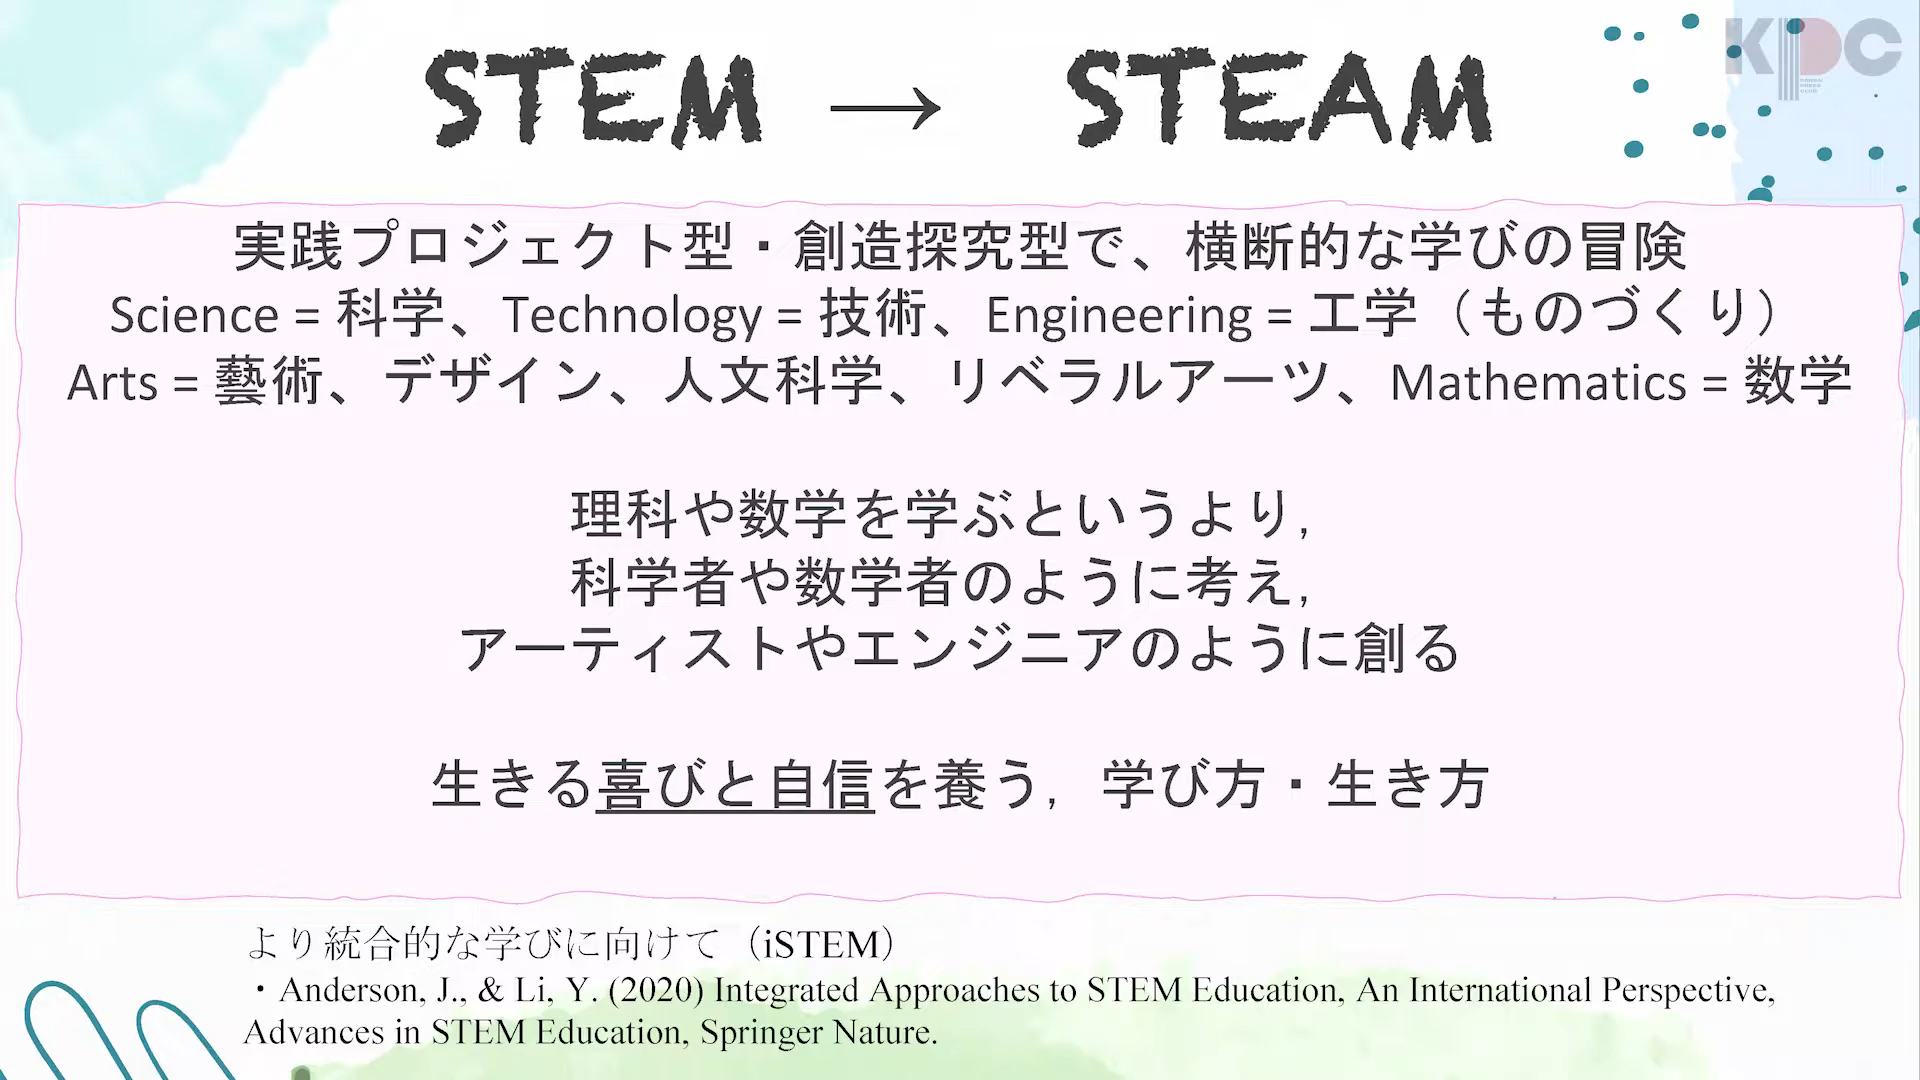 KPC
STEM → STEAM
実践プロジェクト型・創造探究型で、横断的な学びの冒険
Science = 科学、Technology = 技術、Engineering = 工学（ものづくり）
Arts = 藝術、デザイン、人文科学、リベラルアーツ、Mathematics = 数学
理科や数学を学ぶというより，
科学者や数学者のように考え，
アーティストやエンジニアのように創る
生きる喜びと自信を養う，学び方・生き方
より統合的な学びに向けて（iSTEM）
・Anderson, J., & Li, Y. (2020) Integrated Approaches to STEM Education, An International Perspective,
Advances in STEM Education, Springer Nature.